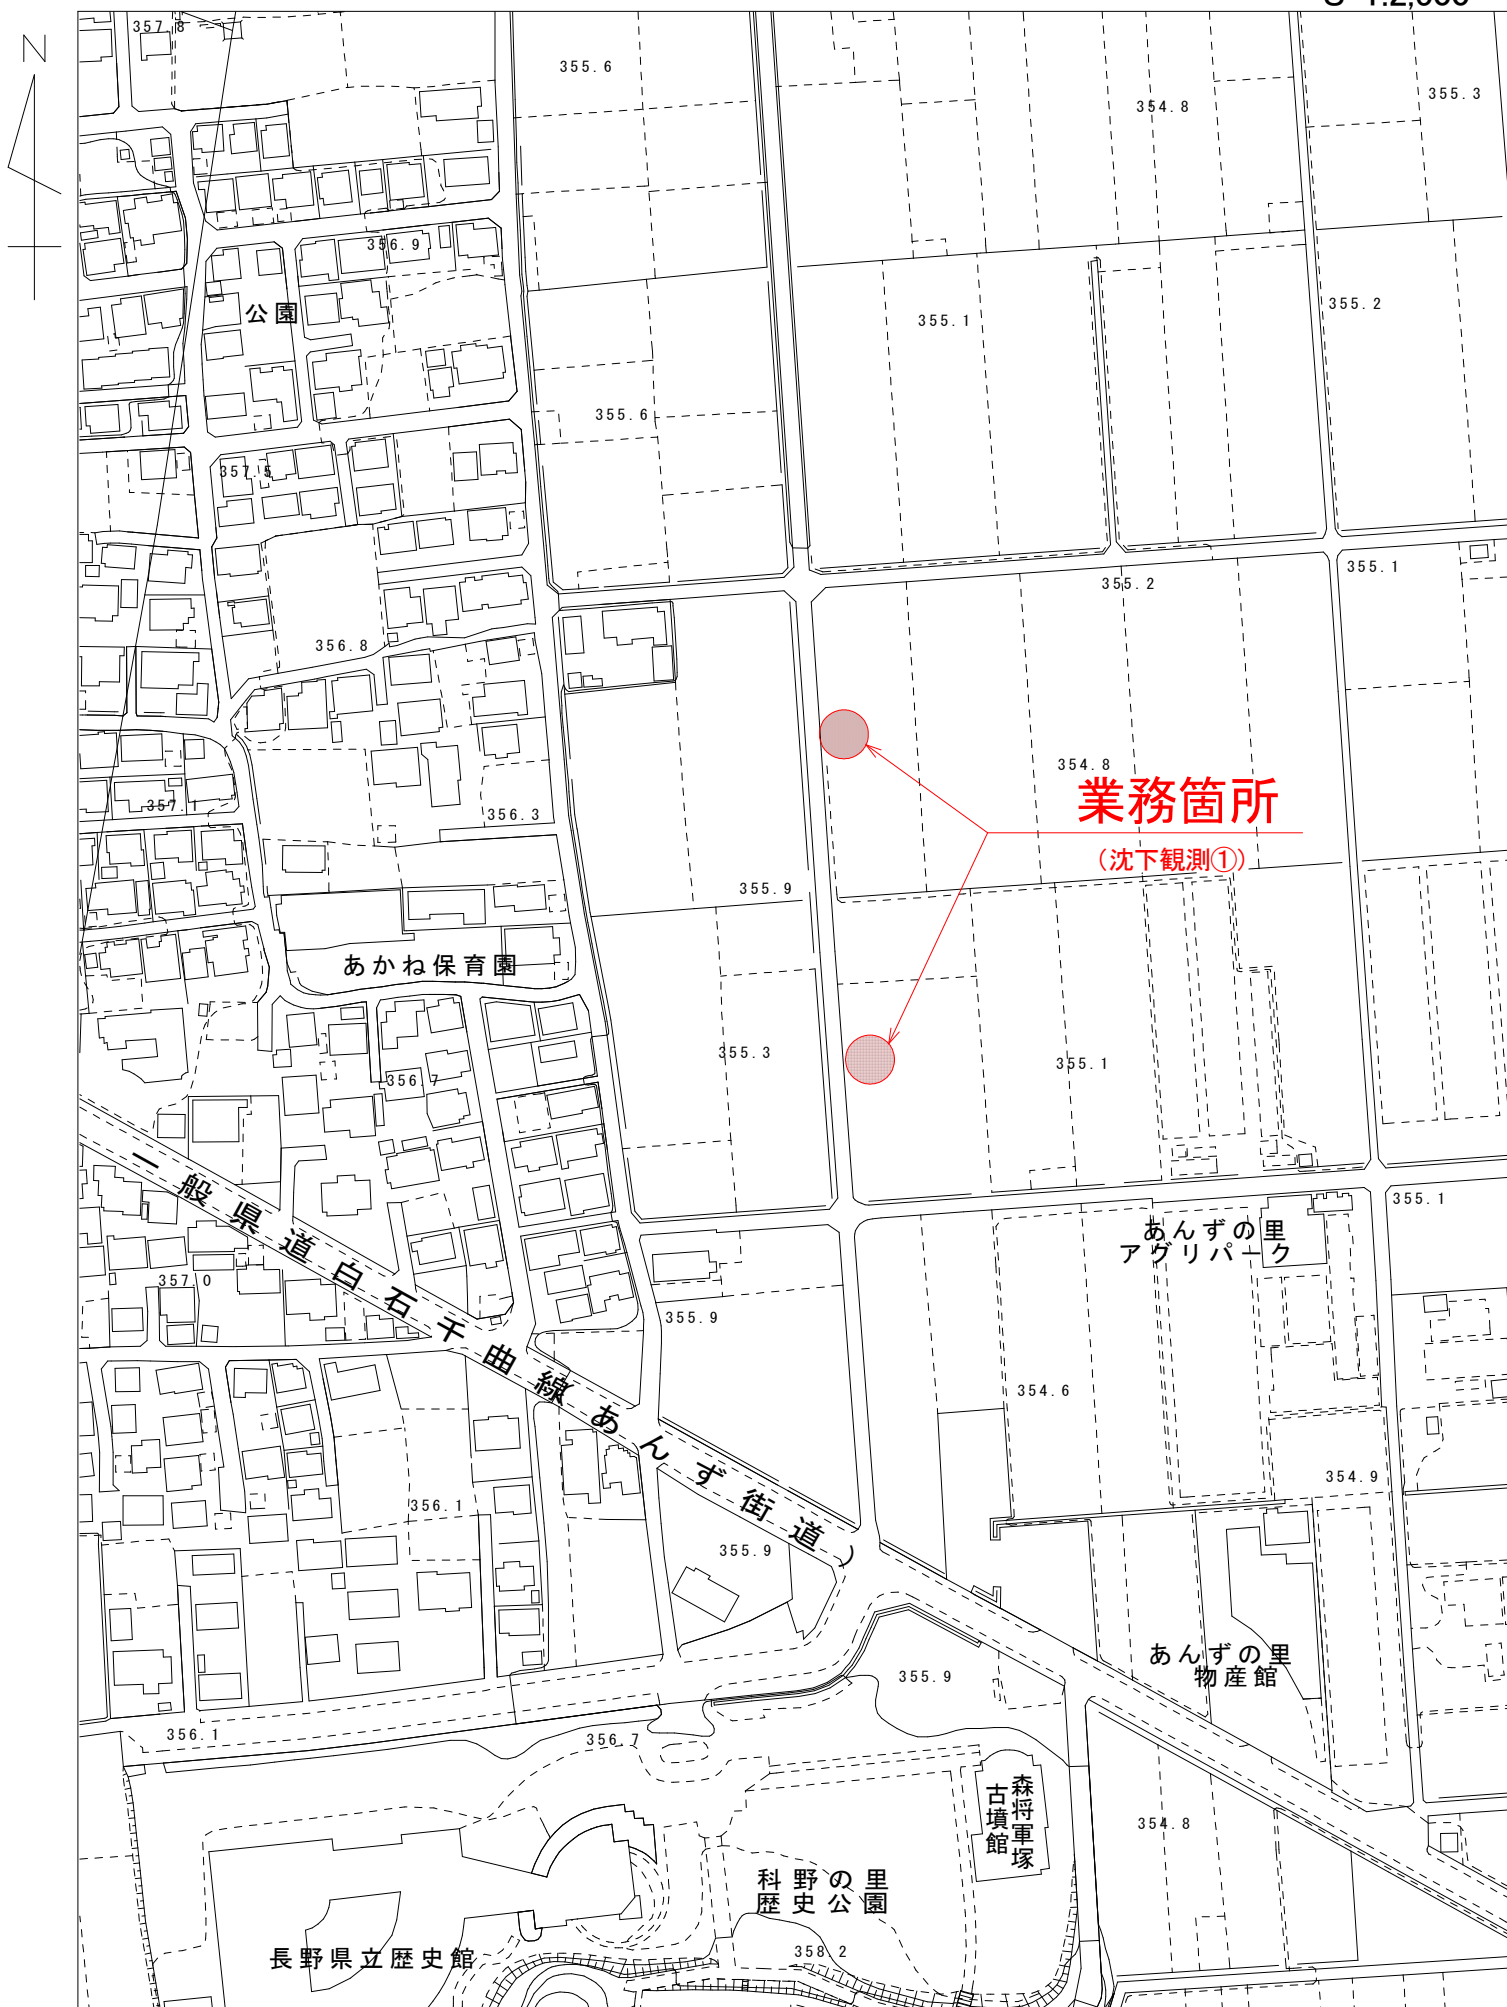 N
357.8
355.6
354.8
355.3
356.9
公園
355.1
355.2
355.6
357.5
355.2
355.1
356.8
354.8
業務箇所
(沈下観測①)
357.1
356.3
355.9
あかね保育園
355.3
355.1
356.7
一般県道白石千曲線あんず街道)
355.1
あんずの里
アグリパーク
357.0
355.9
354.6
354.9
356.1
355.9
あんずの里
物産館
355.9
356.1
356.7
森将軍塚
古墳館
354.8
科野の里
歴史公園
358.2
長野県立歴史館